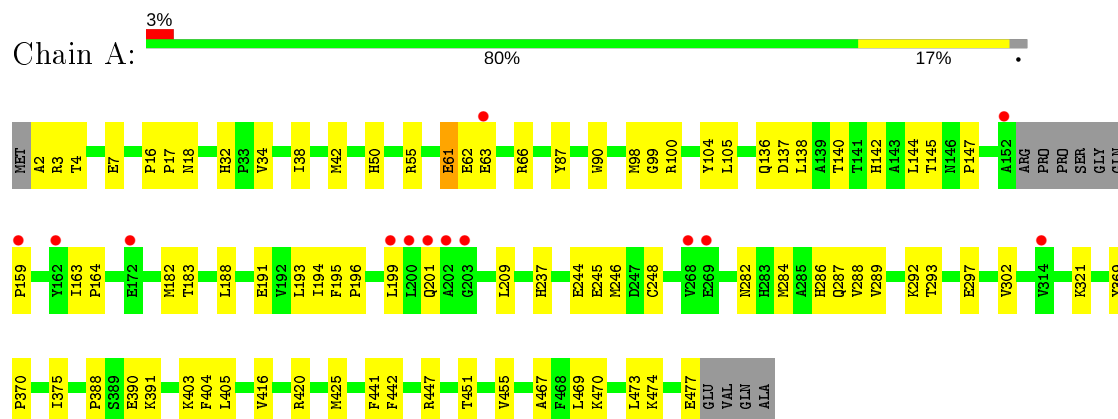 3%
Chain A:
80% 17% •
MET A2 R3 T4 E7 P16 P17 N18 H32 P33 V34 I38 M42 H50 R55 E61 E62 E63 R66 Y87 W90 M98 G99 R100 Y104 L105 Q136 D137 L138 A139 T140 T141 H142 A143 L144 T145 N146 P147 A152 ARG PRO PRO SER GLY GLN
P159 Y162 I163 P164 E172 M182 T183 L188 E191 V192 L193 I194 F195 P196 L199 L200 Q201 A202 G203 L209 H237 E244 E245 M246 D247 C248 V268 E269 N282 H283 M284 A285 H286 Q287 V288 V289 K292 T293 E297 V302 V314 K321 Y369
P370 I375 P388 S389 E390 K391 K403 F404 L405 V416 R420 M425 F441 F442 R447 T451 V455 A467 F468 L469 K470 L473 K474 E477 GLU VAL GLN ALA